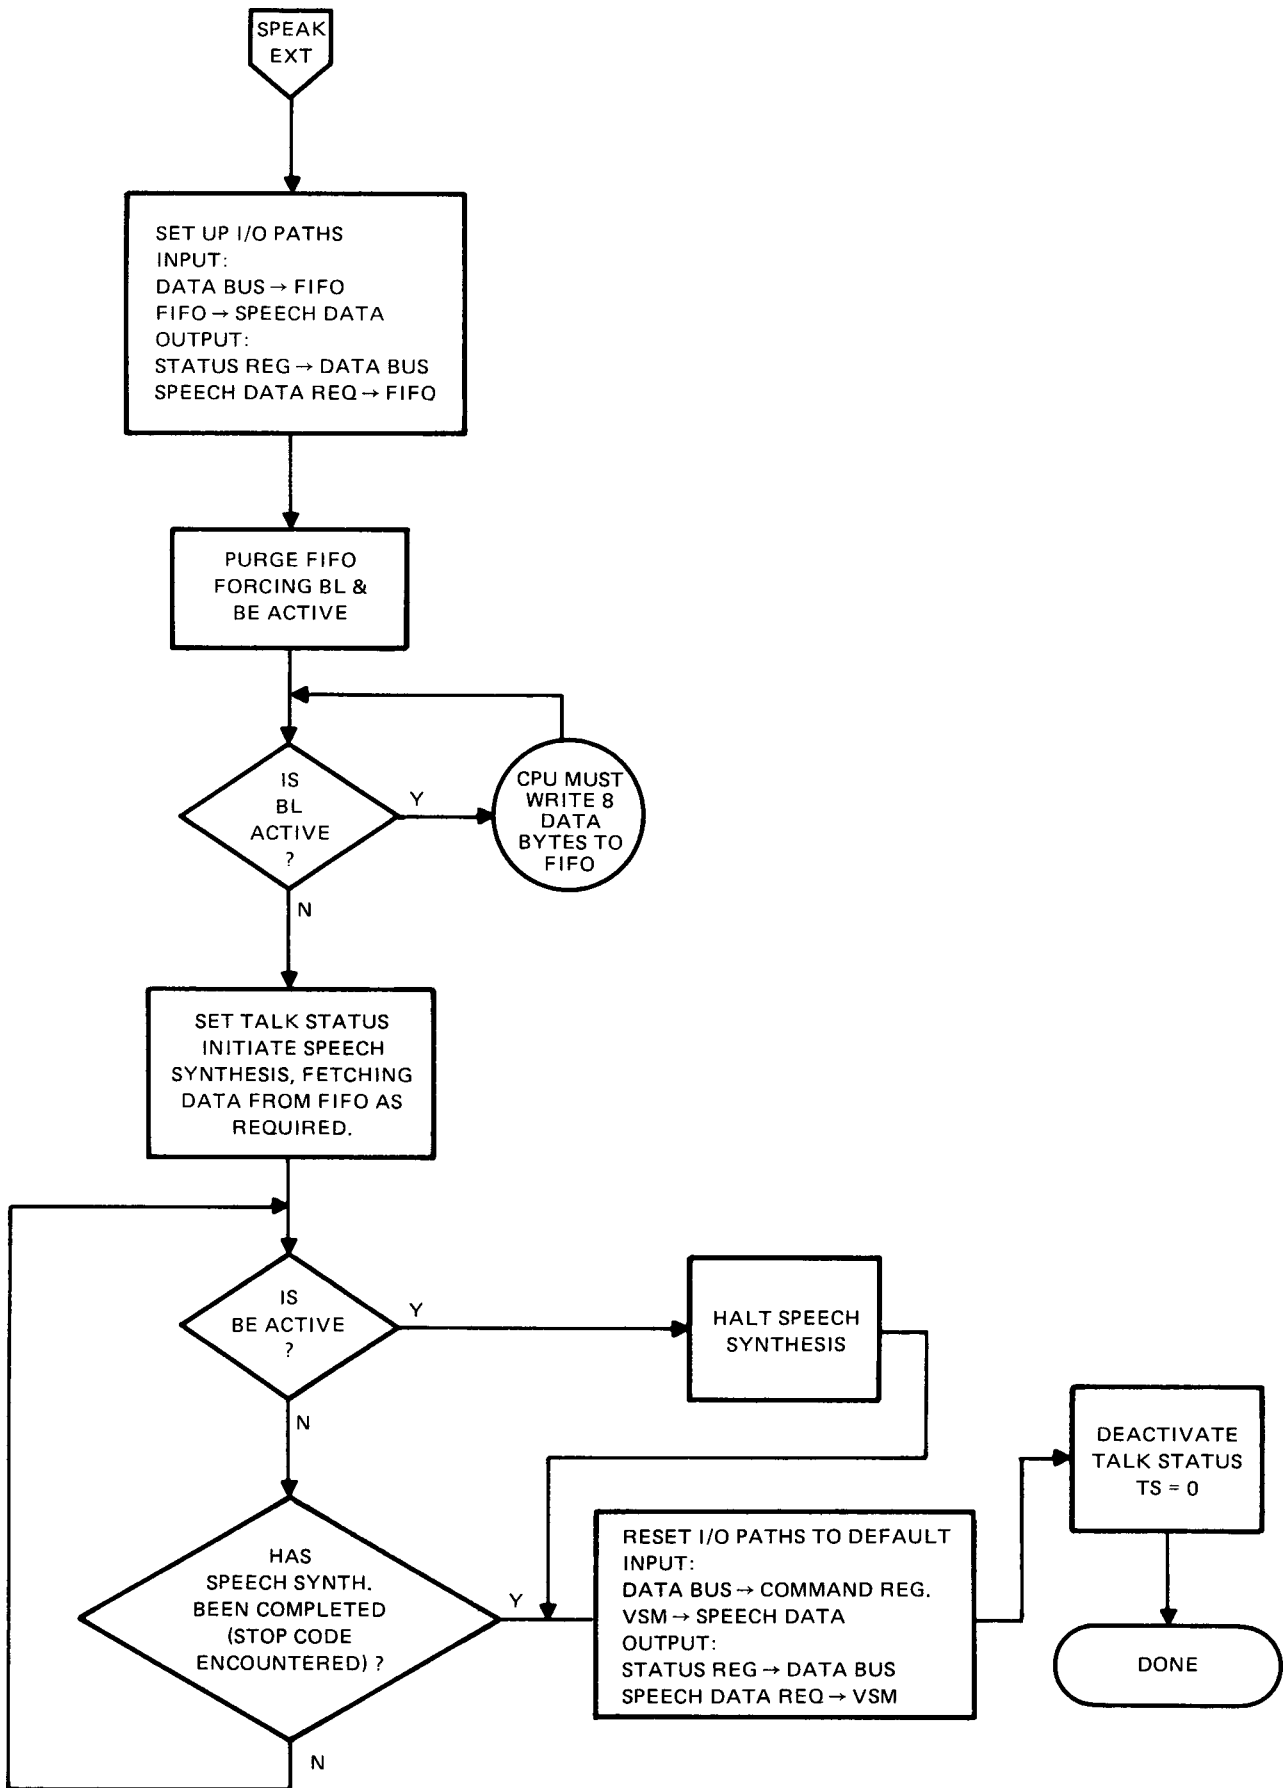 SPEAK
EXT
SET UP I/O PATHS
INPUT:
DATA BUS → FIFO
FIFO → SPEECH DATA
OUTPUT:
STATUS REG → DATA BUS
SPEECH DATA REQ → FIFO
PURGE FIFO
FORCING BL &
BE ACTIVE
IS
BL
ACTIVE
?
Y
CPU MUST
WRITE 8
DATA
BYTES TO
FIFO
N
SET TALK STATUS
INITIATE SPEECH
SYNTHESIS, FETCHING
DATA FROM FIFO AS
REQUIRED.
IS
BE ACTIVE
?
Y
HALT SPEECH
SYNTHESIS
N
HAS
SPEECH SYNTH.
BEEN COMPLETED
(STOP CODE
ENCOUNTERED) ?
Y
N
RESET I/O PATHS TO DEFAULT
INPUT:
DATA BUS → COMMAND REG.
VSM → SPEECH DATA
OUTPUT:
STATUS REG → DATA BUS
SPEECH DATA REQ → VSM
DEACTIVATE
TALK STATUS
TS = 0
DONE